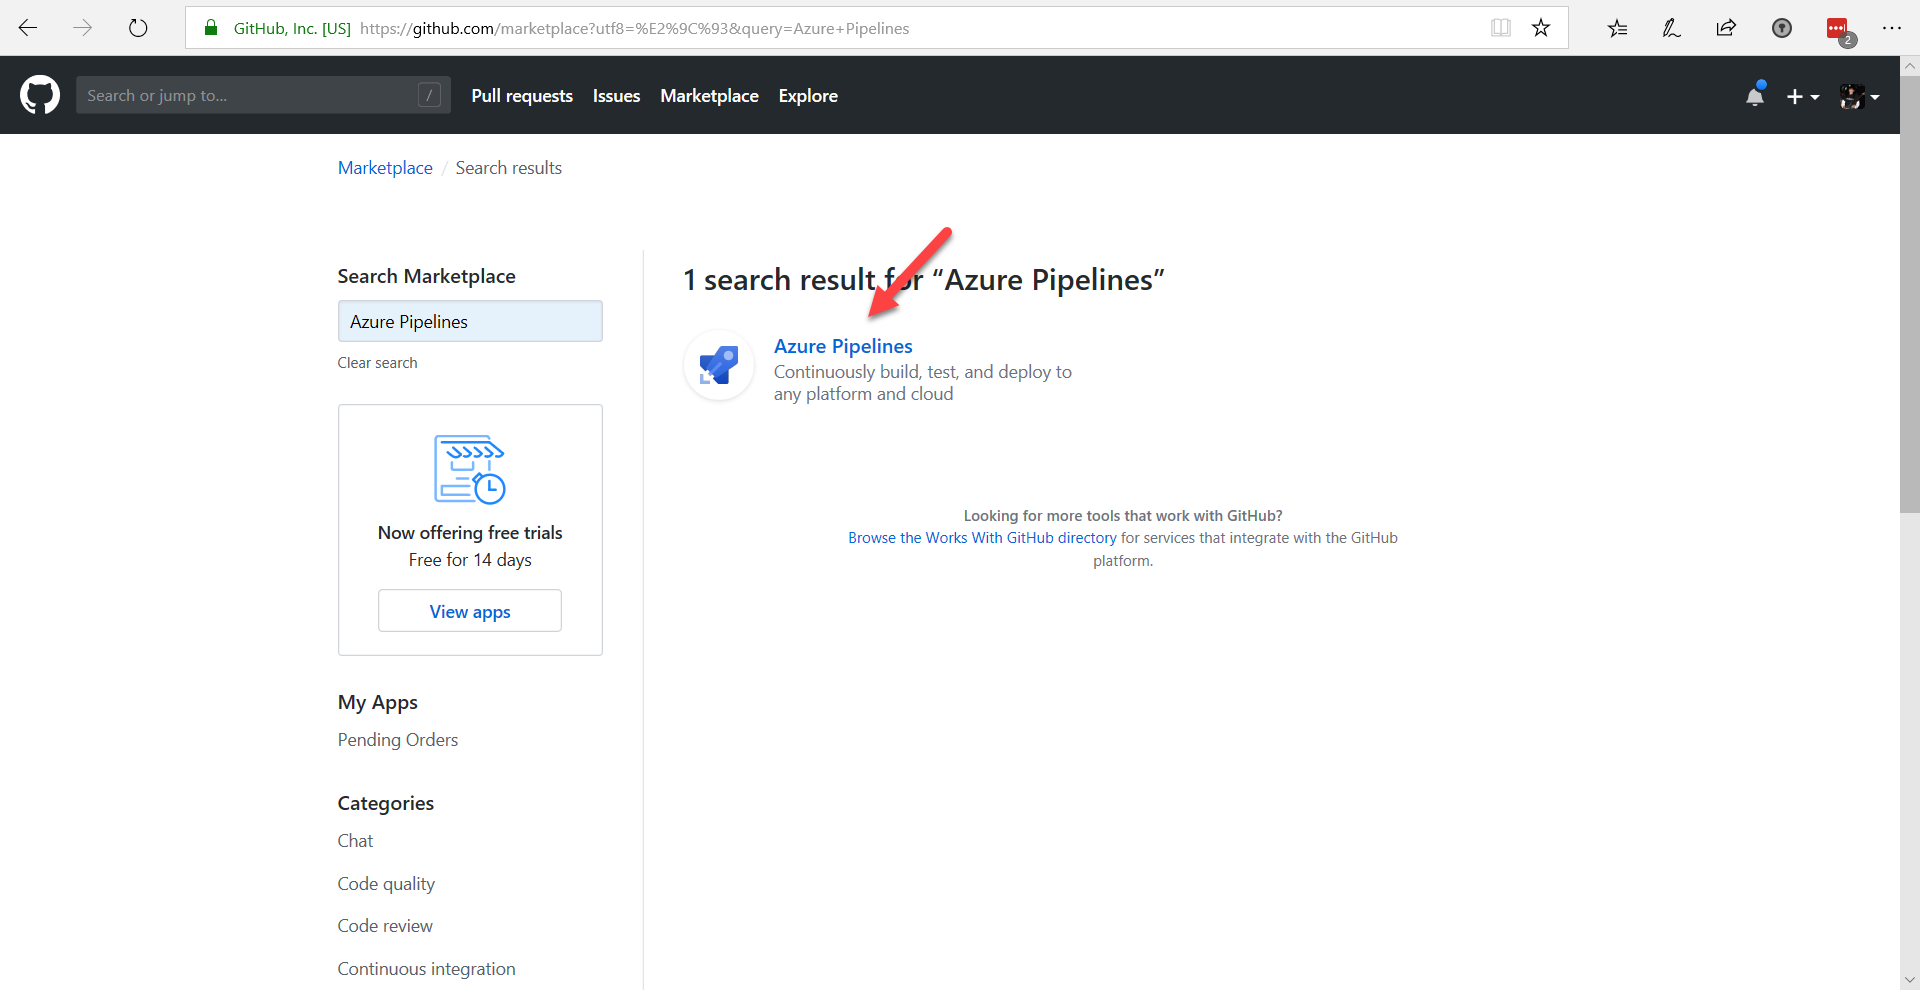 GitHub, Inc. [US] https://github.com/marketplace?utf8=%E2%9C%93&query=Azure+Pipelines
2
Search or jump to... /
Pull requests Issues Marketplace Explore
Marketplace / Search results
Search Marketplace
Azure Pipelines
Clear search
Now offering free trials
Free for 14 days
View apps
My Apps
Pending Orders
Categories
Chat
Code quality
Code review
Continuous integration
1 search result for “Azure Pipelines”
Azure Pipelines
Continuously build, test, and deploy to
any platform and cloud
Looking for more tools that work with GitHub?
Browse the Works With GitHub directory for services that integrate with the GitHub
platform.